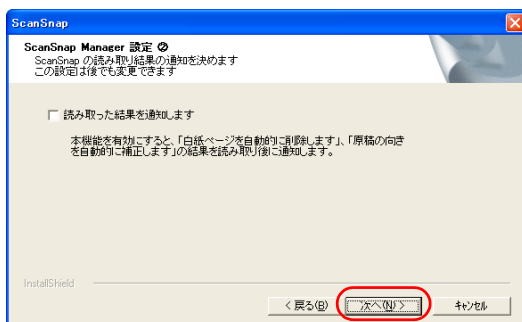 ScanSnap
ScanSnap Manager 設定 ②
ScanSnap の読み取り結果の通知を決めます
この設定は後でも変更できます
読み取った結果を通知します
本機能を有効にすると、「白紙ページを自動的に削除します」、「原稿の向き
を自動的に補正します」の結果を読み取り後に通知します。
InstallShield
< 戻る(B) 次へ(N) > キャンセル